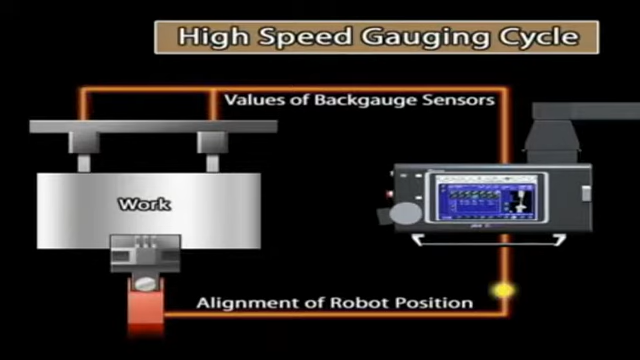 High Speed Gauging Cycle
Values of Backgauge Sensors
Work
Alignment of Robot Position